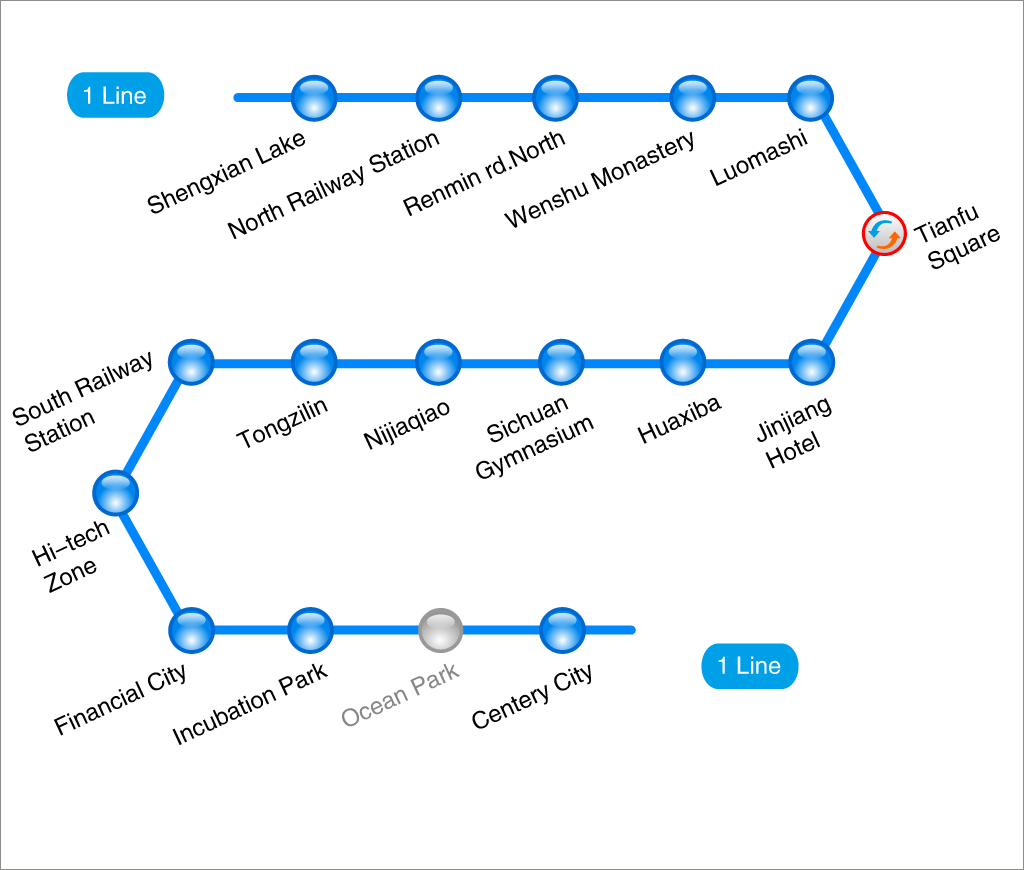 1 Line
Shengxian Lake
North Railway Station
Renmin rd.North
Wenshu Monastery
Luomashi
Tianfu
Square
South Railway
Station
Tongzilin
Nijiaqiao
Sichuan
Gymnasium
Huaxiba
Jinjiang
Hotel
Hi-tech
Zone
Financial City
Incubation Park
Ocean Park
Centery City
1 Line